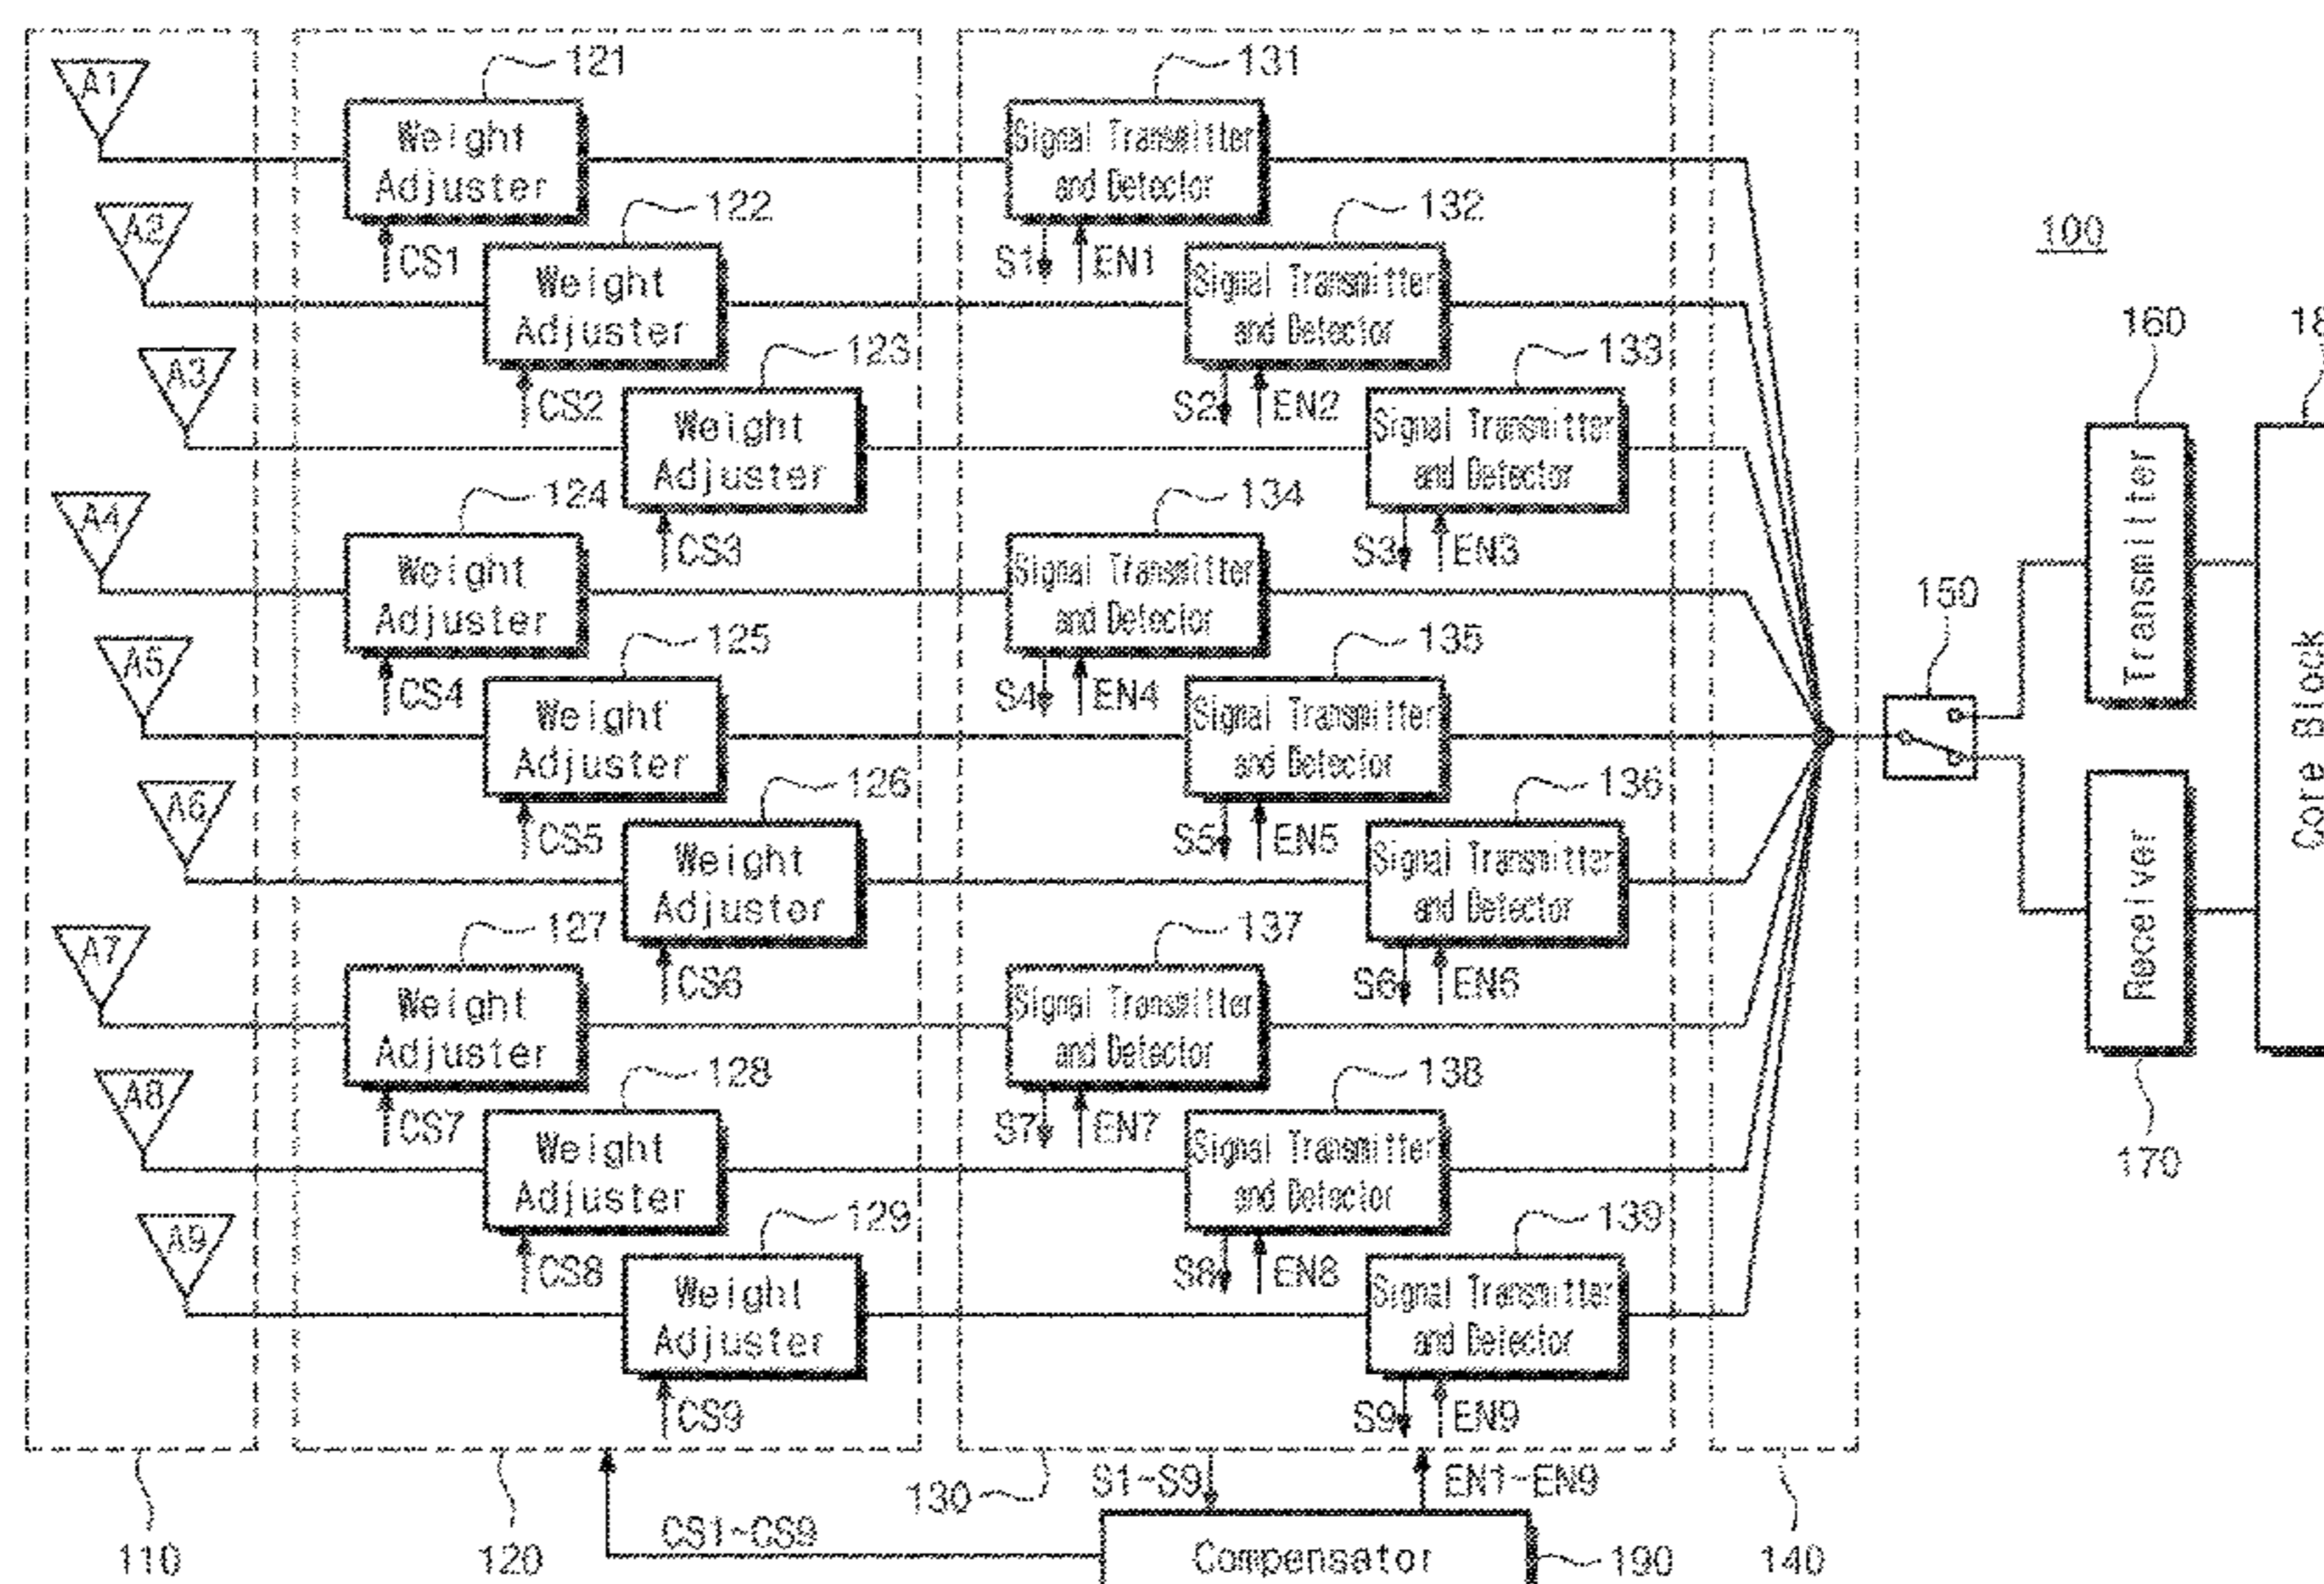 A1
121
Weight
Adjuster
CS1
131
Signal Transmitter
and Detector
S1
EN1
A2
122
Weight
Adjuster
CS2
132
Signal Transmitter
and Detector
S2
EN2
100
A3
123
Weight
Adjuster
CS3
133
Signal Transmitter
and Detector
S3
EN3
160
Transmitter
A4
124
Weight
Adjuster
CS4
134
Signal Transmitter
and Detector
S4
EN4
150
Core Block
A5
125
Weight
Adjuster
CS5
135
Signal Transmitter
and Detector
S5
EN5
A6
126
Weight
Adjuster
CS6
136
Signal Transmitter
and Detector
S6
EN6
Receiver
170
A7
127
Weight
Adjuster
CS7
137
Signal Transmitter
and Detector
S7
EN7
A8
128
Weight
Adjuster
CS8
138
Signal Transmitter
and Detector
S8
EN8
A9
129
Weight
Adjuster
CS9
139
Signal Transmitter
and Detector
S9
EN9
110
120
CS1~CS9
130
S1~S9
EN1~EN9
Compensator
190
140